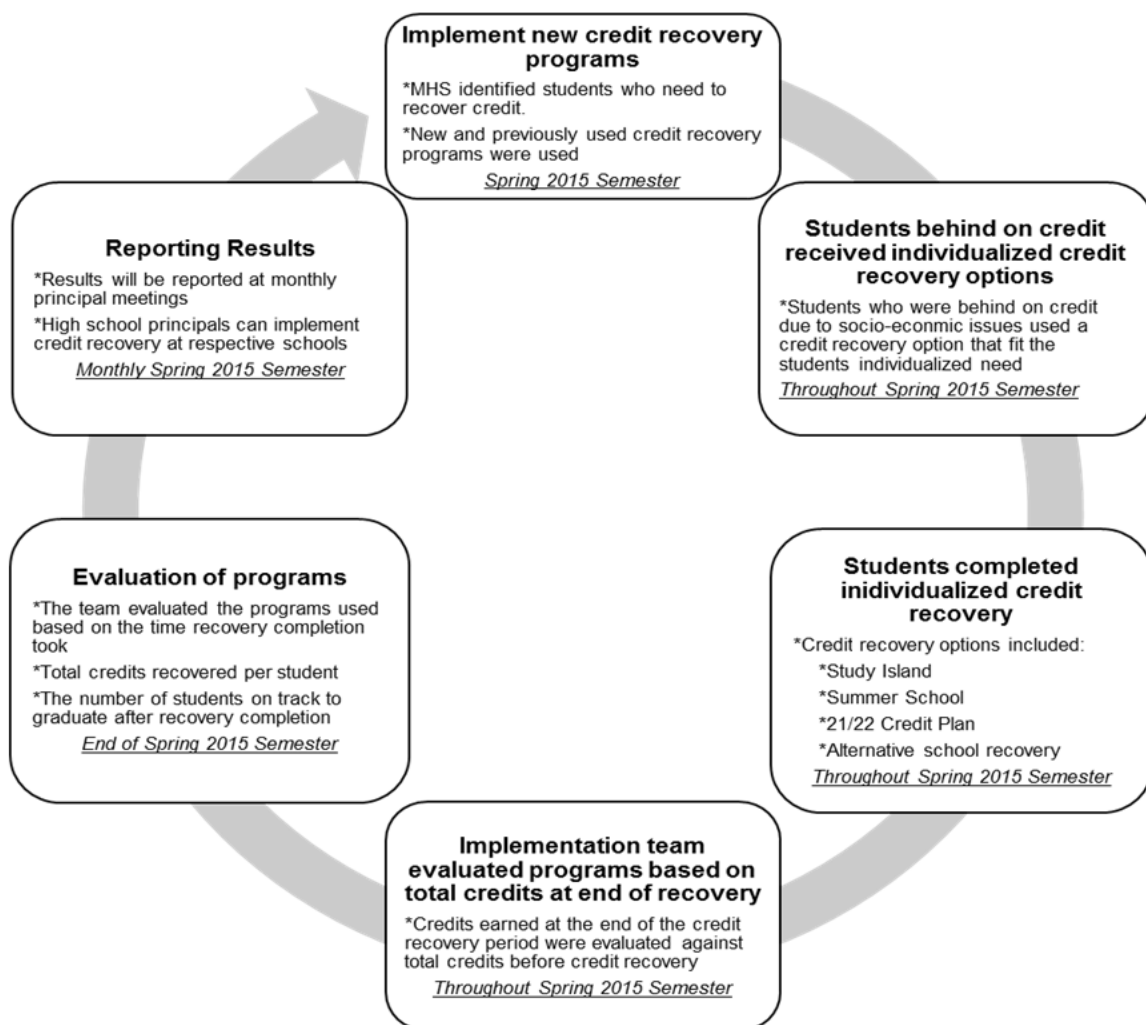 Implement new credit recovery
programs
*MHS identified students who need to
recover credit.
*New and previously used credit recovery
programs were used
Spring 2015 Semester
Students behind on credit
received individualized credit
recovery options
*Students who were behind on credit
due to socio-econmic issues used a
credit recovery option that fit the
students individualized need
Throughout Spring 2015 Semester
Students completed
inidividualized credit
recovery
*Credit recovery options included:
*Study Island
*Summer School
*21/22 Credit Plan
*Alternative school recovery
Throughout Spring 2015 Semester
Implementation team
evaluated programs based on
total credits at end of recovery
*Credits earned at the end of the credit
recovery period were evaluated against
total credits before credit recovery
Throughout Spring 2015 Semester
Evaluation of programs
*The team evaluated the programs used
based on the time recovery completion
took
*Total credits recovered per student
*The number of students on track to
graduate after recovery completion
End of Spring 2015 Semester
Reporting Results
*Results will be reported at monthly
principal meetings
*High school principals can implement
credit recovery at respective schools
Monthly Spring 2015 Semester